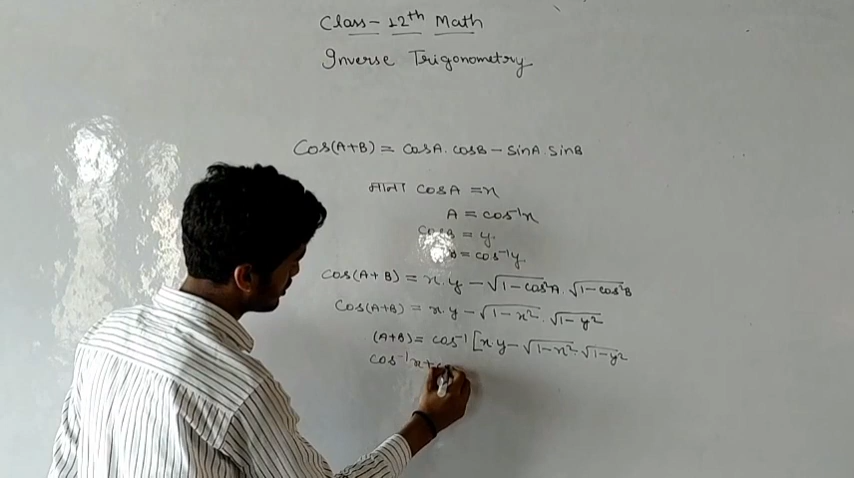 Class - 12th Math
Inverse Trigonometry
Cos(A+B) = cosA. cosB - sinA. sinB
माना cosA = x
A = cos⁻¹x
cosB = y.
B = cos⁻¹y.
Cos(A+B) = x.y - √1-cos²A. √1-cos²B
Cos(A+B) = x.y - √1-x². √1-y²
(A+B) = cos⁻¹[x.y - √1-x². √1-y²
cos⁻¹x+